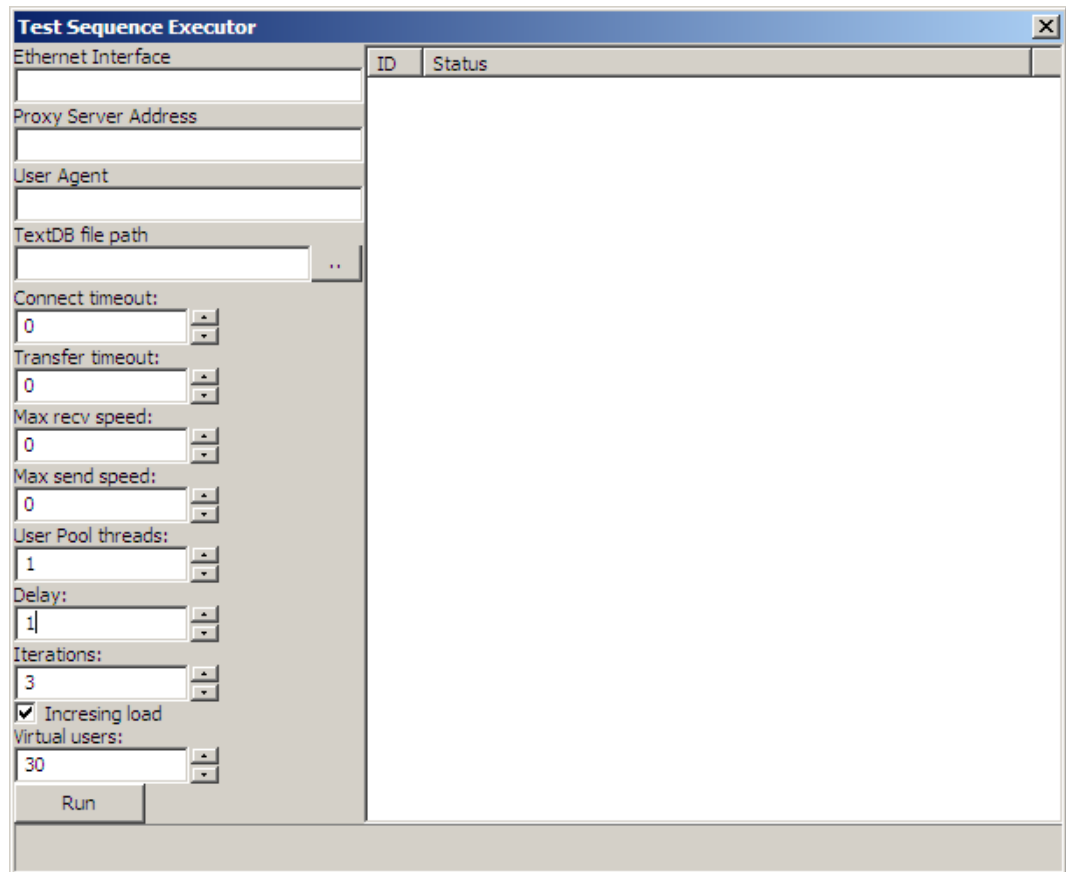 Test Sequence Executor
Ethernet Interface
Proxy Server Address
User Agent
TextDB file path
..
Connect timeout:
0
Transfer timeout:
0
Max recv speed:
0
Max send speed:
0
User Pool threads:
1
Delay:
1
Iterations:
3
Incresing load
Virtual users:
30
Run
ID Status